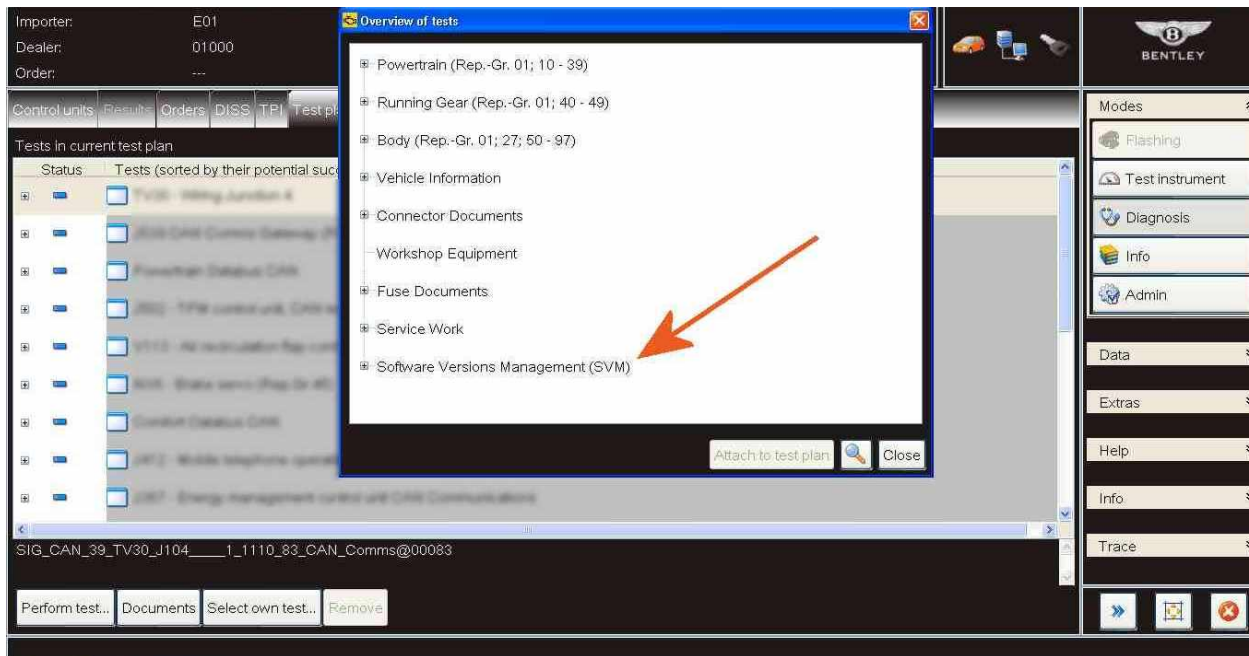 Importer: E01
Dealer: 01000
Order: ---
Overview of tests
Powertrain (Rep.-Gr. 01; 10 - 39)
Running Gear (Rep.-Gr. 01; 40 - 49)
Body (Rep.-Gr. 01; 27; 50 - 97)
Vehicle Information
Connector Documents
Workshop Equipment
Fuse Documents
Service Work
Software Versions Management (SVM)
Attach to test plan Close
B
BENTLEY
Control units Results Orders DISS TPI Test
Tests in current test plan
Status Tests (sorted by their potential
SIG_CAN_39_TV30_J104____1_1110_83_CAN_Comms@00083
Perform test... Documents Select own test... Remove
Modes
Flashing
Test instrument
Diagnosis
Info
Admin
Data
Extras
Help
Info
Trace